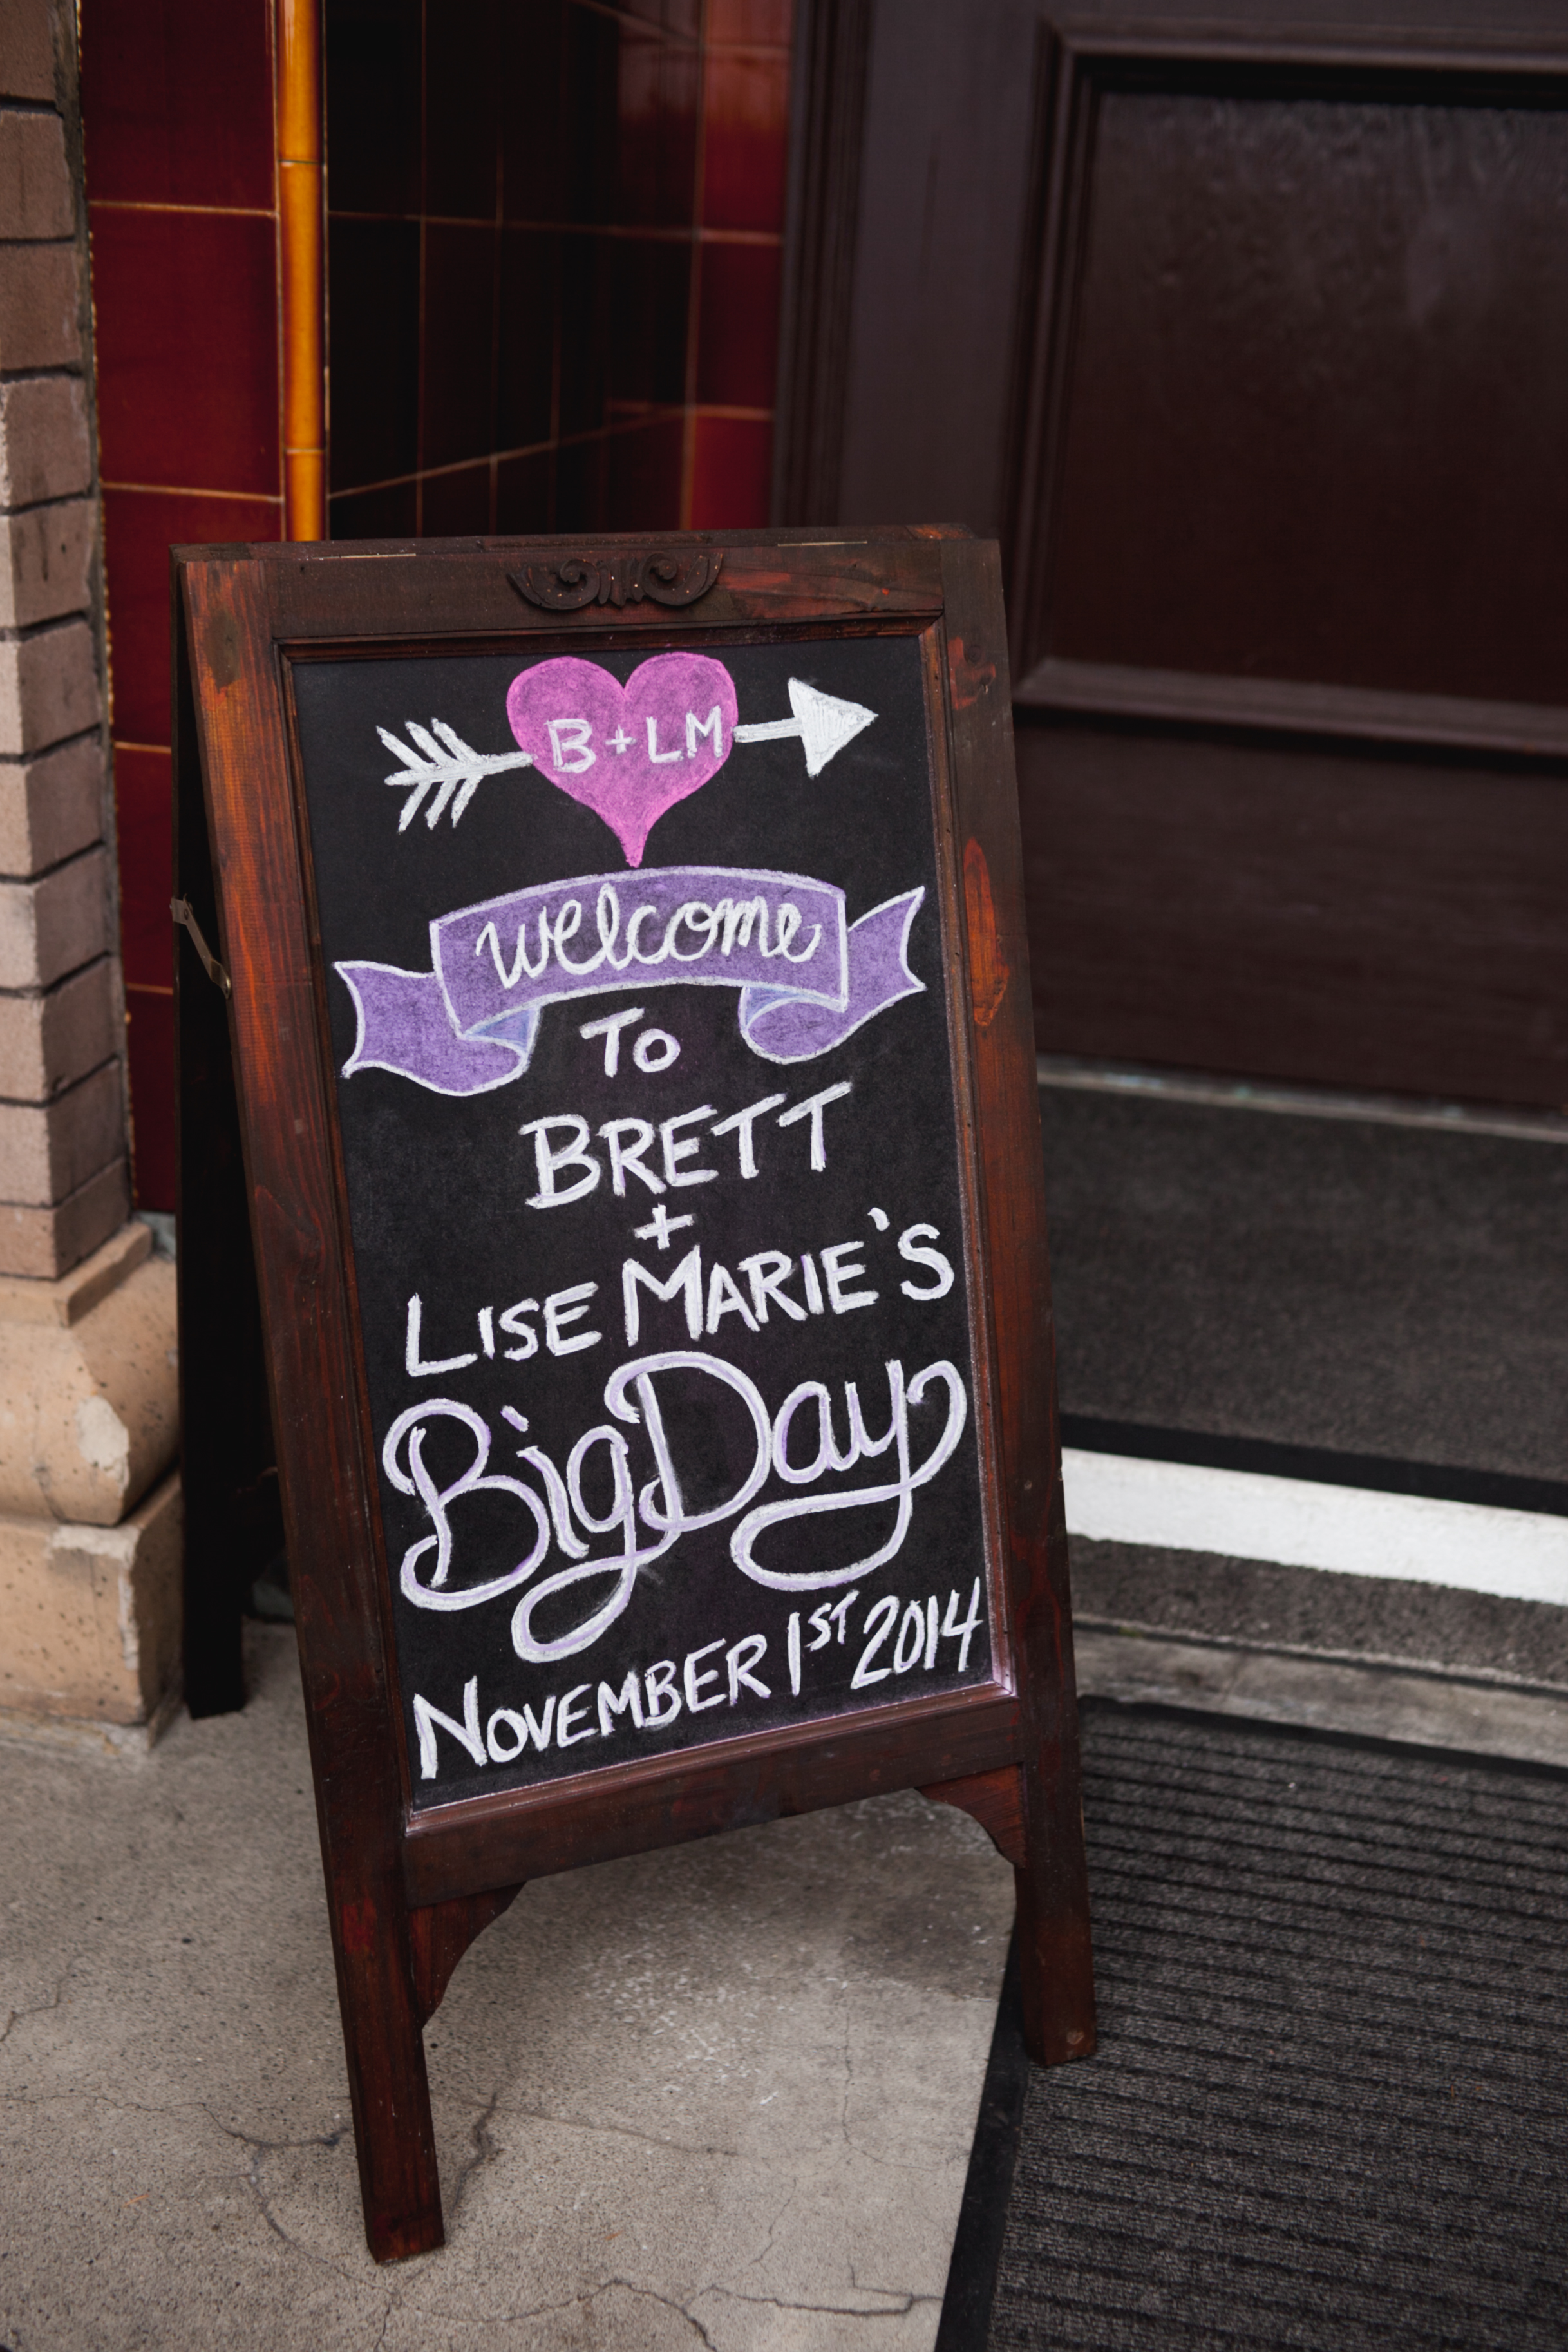 B + LM
welcome
To
BRETT
+
LISE MARIE'S
Big Day
NOVEMBER 1ST 2014